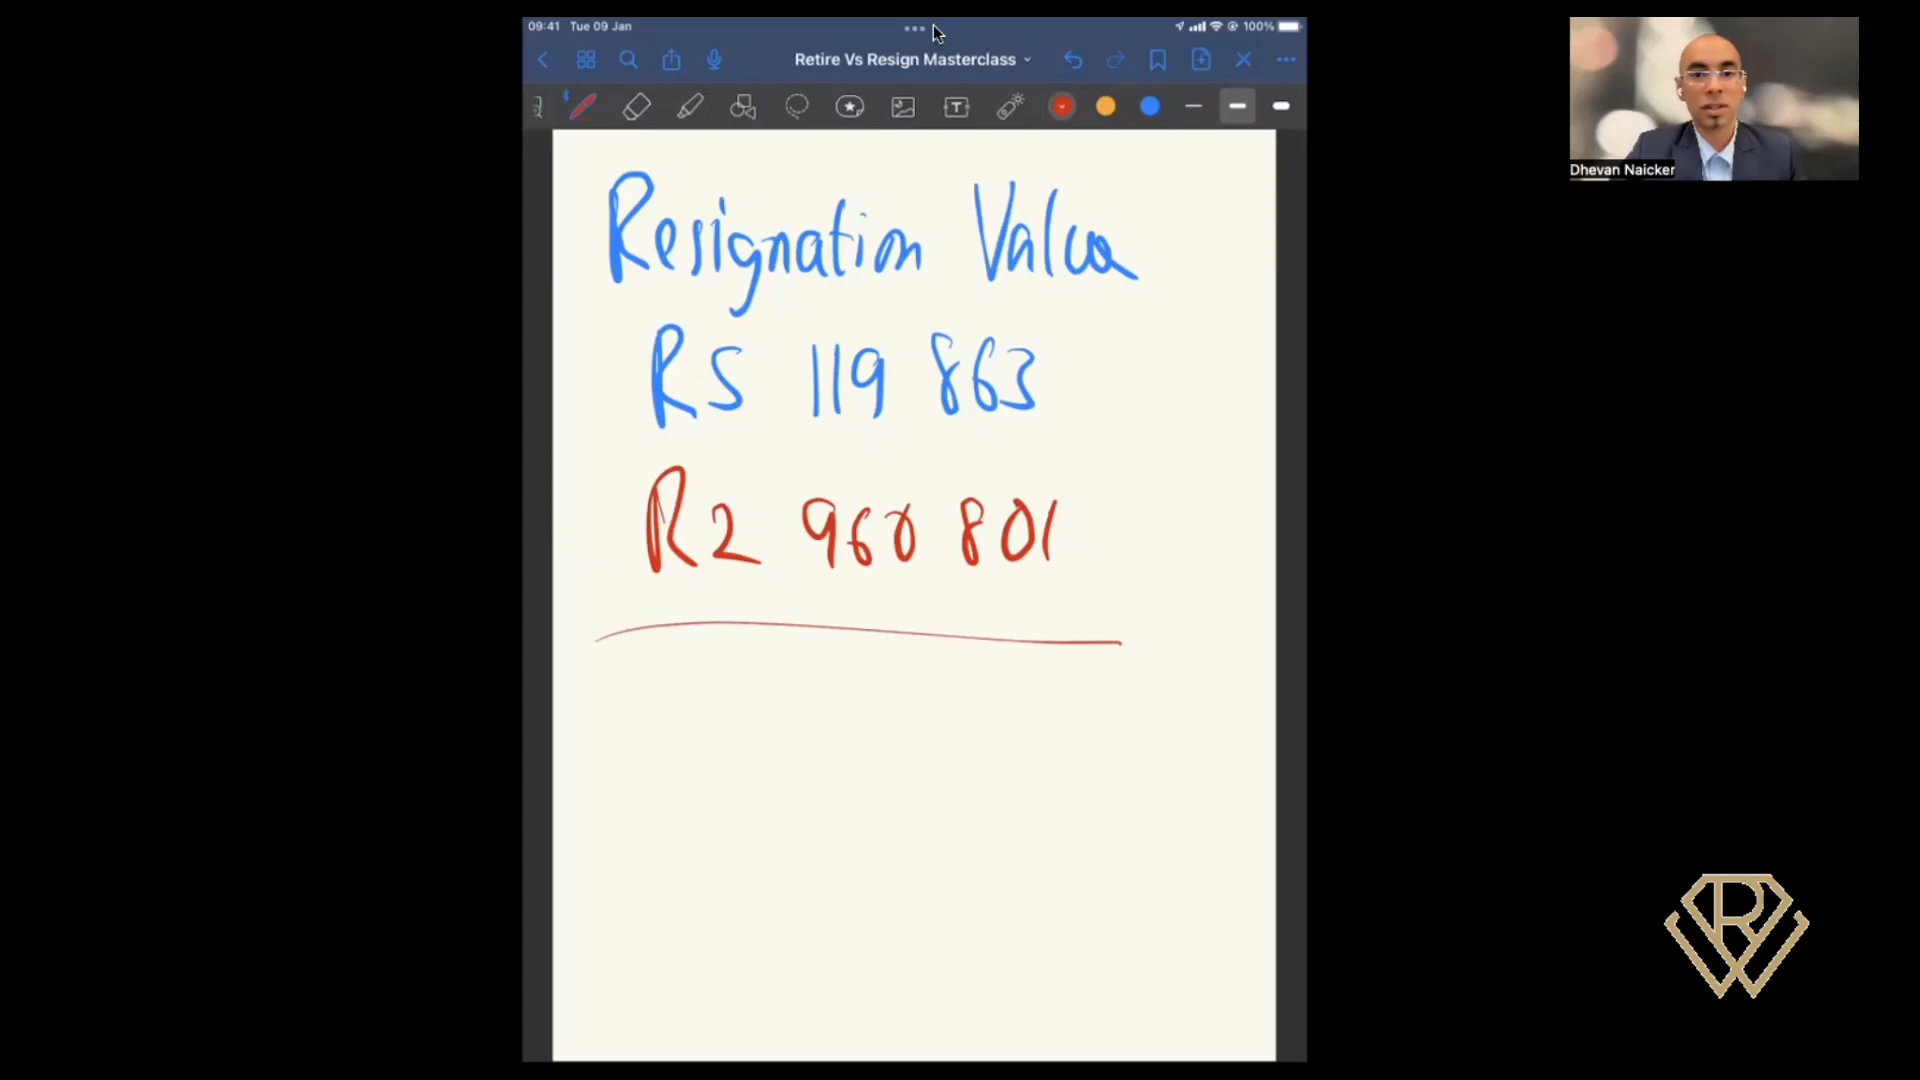 09:41 Tue 09 Jan
100%
Retire Vs Resign Masterclass
T
Dhevan Naicker
Resignation Value
R5 119 863
R2 960 801
RW